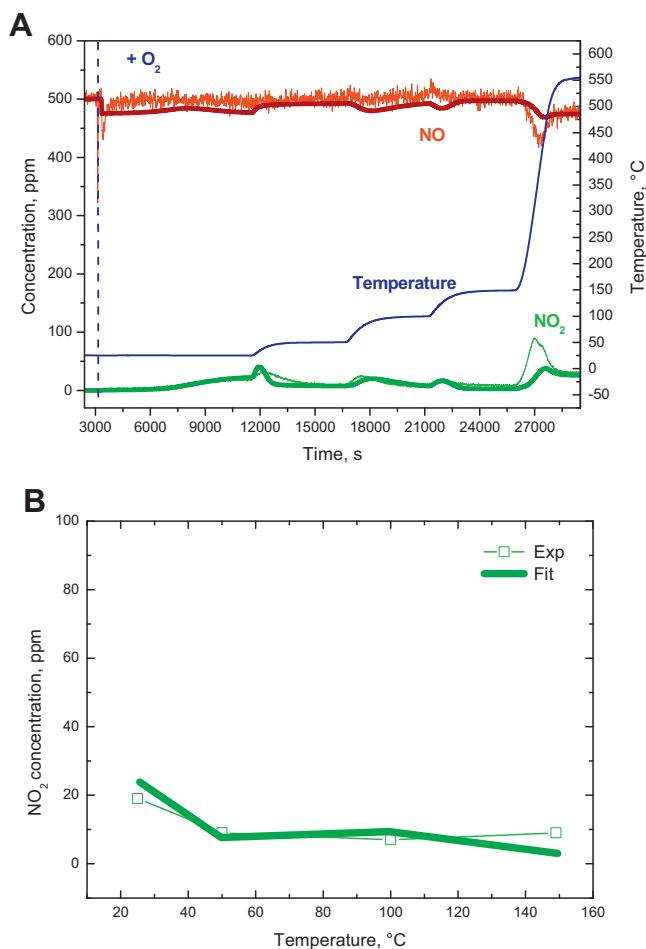 A
+ O2
NO
Temperature
NO2
Concentration, ppm
600
500
400
300
200
100
0
Temperature, °C
600
550
500
450
400
350
300
250
200
150
100
50
0
-50
3000 6000 9000 12000 15000 18000 21000 24000 27000
Time, s
B
Exp
Fit
NO2 concentration, ppm
100
80
60
40
20
0
20 40 60 80 100 120 140 160
Temperature, °C